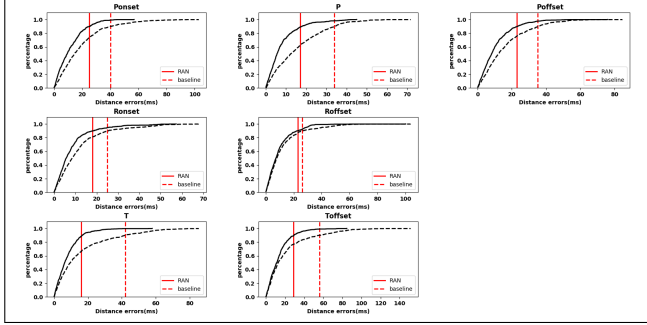 Ponset
percentage
1.0
0.8
0.6
0.4
0.2
0.0
RAN
baseline
0 20 40 60 80 100
Distance errors(ms)
P
percentage
1.0
0.8
0.6
0.4
0.2
0.0
RAN
baseline
0 10 20 30 40 50 60 70
Distance errors(ms)
Poffset
percentage
1.0
0.8
0.6
0.4
0.2
0.0
RAN
baseline
0 20 40 60 80
Distance errors(ms)
Ronset
percentage
1.0
0.8
0.6
0.4
0.2
0.0
RAN
baseline
0 10 20 30 40 50 60 70
Distance errors(ms)
Roffset
percentage
1.0
0.8
0.6
0.4
0.2
0.0
RAN
baseline
0 20 40 60 80 100
Distance errors(ms)
T
percentage
1.0
0.8
0.6
0.4
0.2
0.0
RAN
baseline
0 20 40 60 80
Distance errors(ms)
Toffset
percentage
1.0
0.8
0.6
0.4
0.2
0.0
RAN
baseline
0 20 40 60 80 100 120 140
Distance errors(ms)